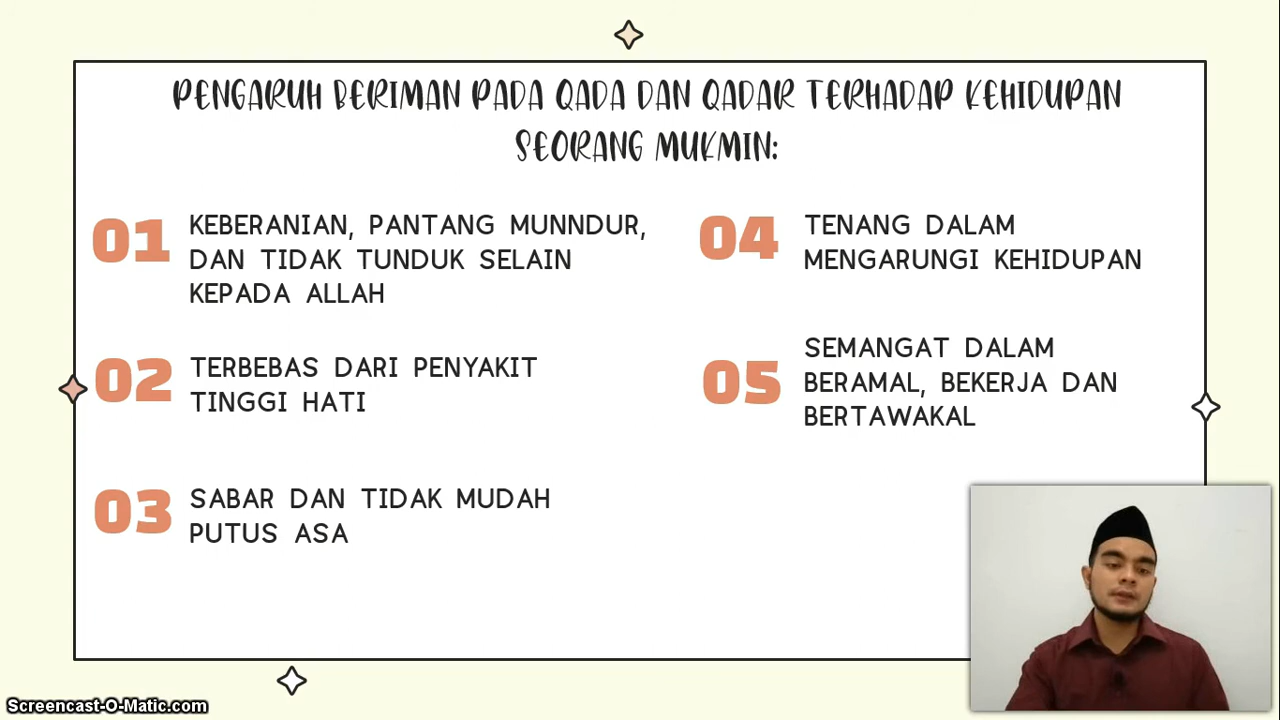 PENGARUH BERIMAN PADA QADA DAN QADAR TERHADAP KEHIDUPAN
SEORANG MUKMIN:
01
KEBERANIAN, PANTANG MUNNDUR,
DAN TIDAK TUNDUK SELAIN
KEPADA ALLAH
02
TERBEBAS DARI PENYAKIT
TINGGI HATI
03
SABAR DAN TIDAK MUDAH
PUTUS ASA
04
TENANG DALAM
MENGARUNGI KEHIDUPAN
05
SEMANGAT DALAM
BERAMAL, BEKERJA DAN
BERTAWAKAL
Screencast-O-Matic.com